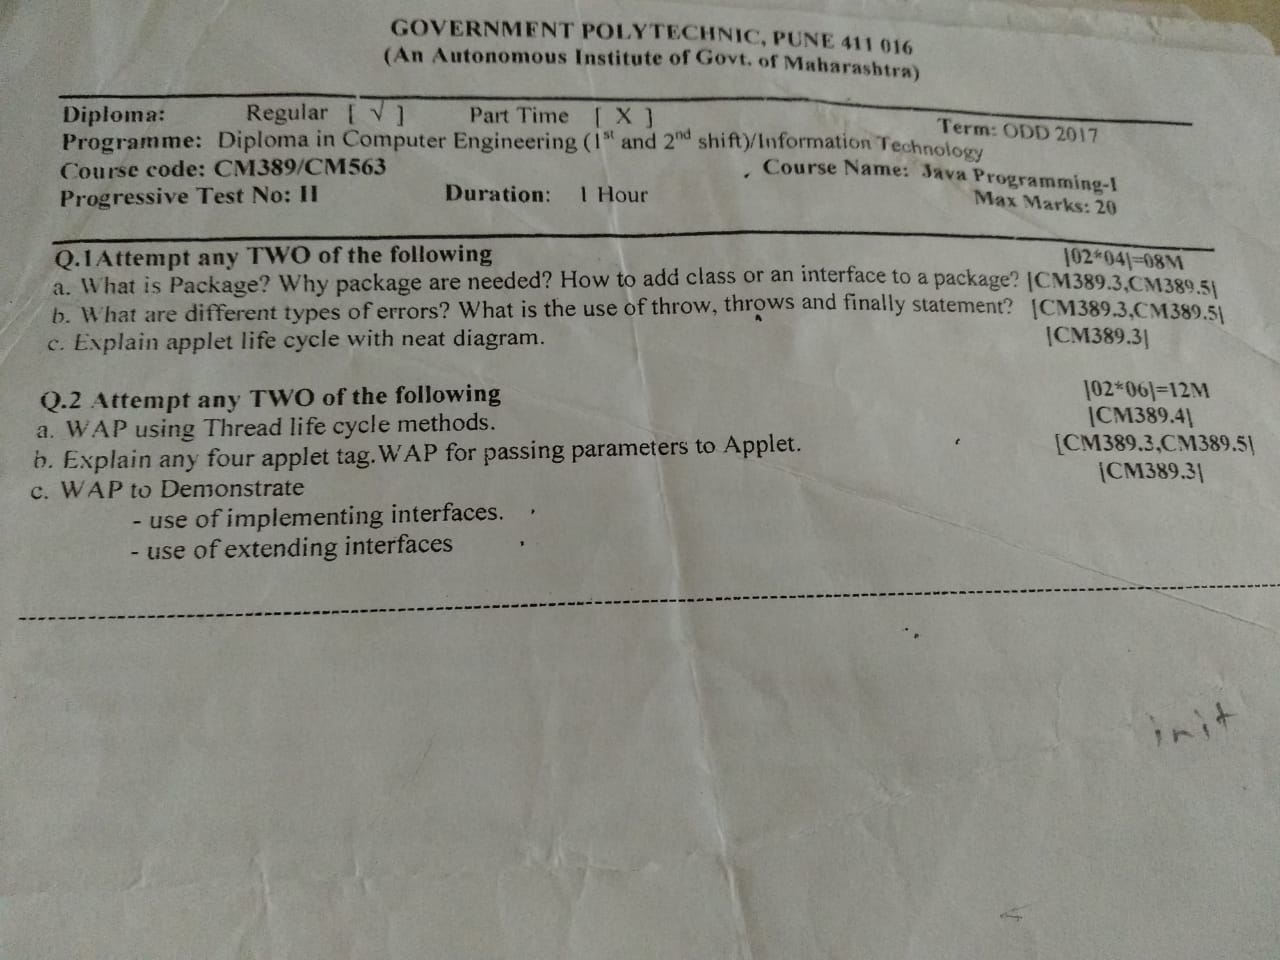 GOVERNMENT POLYTECHNIC, PUNE 411 016
(An Autonomous Institute of Govt. of Maharashtra)
Diploma: Regular [ √ ] Part Time [ X ] Term: ODD 2017
Programme: Diploma in Computer Engineering (1st and 2nd shift)/Information Technology
Course code: CM389/CM563 Course Name: Java Programming-I
Progressive Test No: II Duration: 1 Hour Max Marks: 20
Q.1Attempt any TWO of the following [02*04]=08M
a. What is Package? Why package are needed? How to add class or an interface to a package? [CM389.3,CM389.5]
b. What are different types of errors? What is the use of throw, throws and finally statement? [CM389.3,CM389.5]
c. Explain applet life cycle with neat diagram. [CM389.3]
Q.2 Attempt any TWO of the following [02*06]=12M
a. WAP using Thread life cycle methods. [CM389.4]
b. Explain any four applet tag.WAP for passing parameters to Applet. [CM389.3,CM389.5]
c. WAP to Demonstrate [CM389.3]
- use of implementing interfaces.
- use of extending interfaces
init